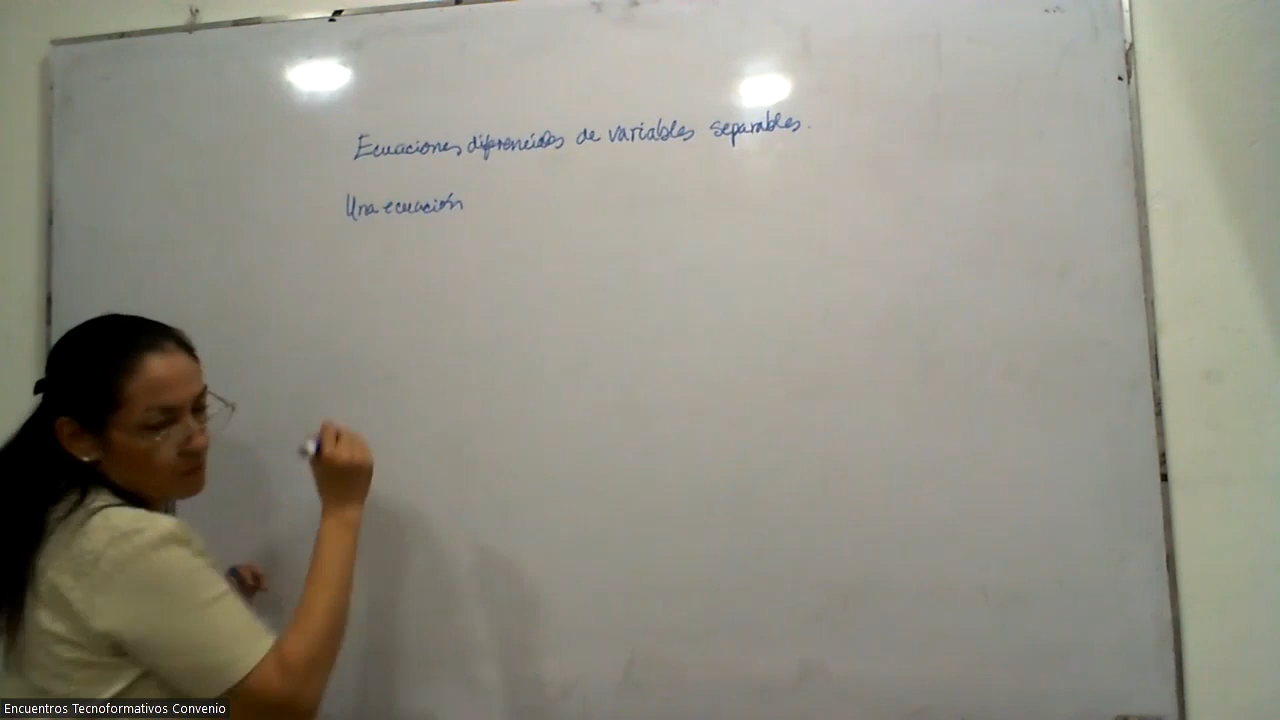 Ecuaciones diferenciales de variables separables.
Una ecuación
Encuentros Tecnoformativos Convenio